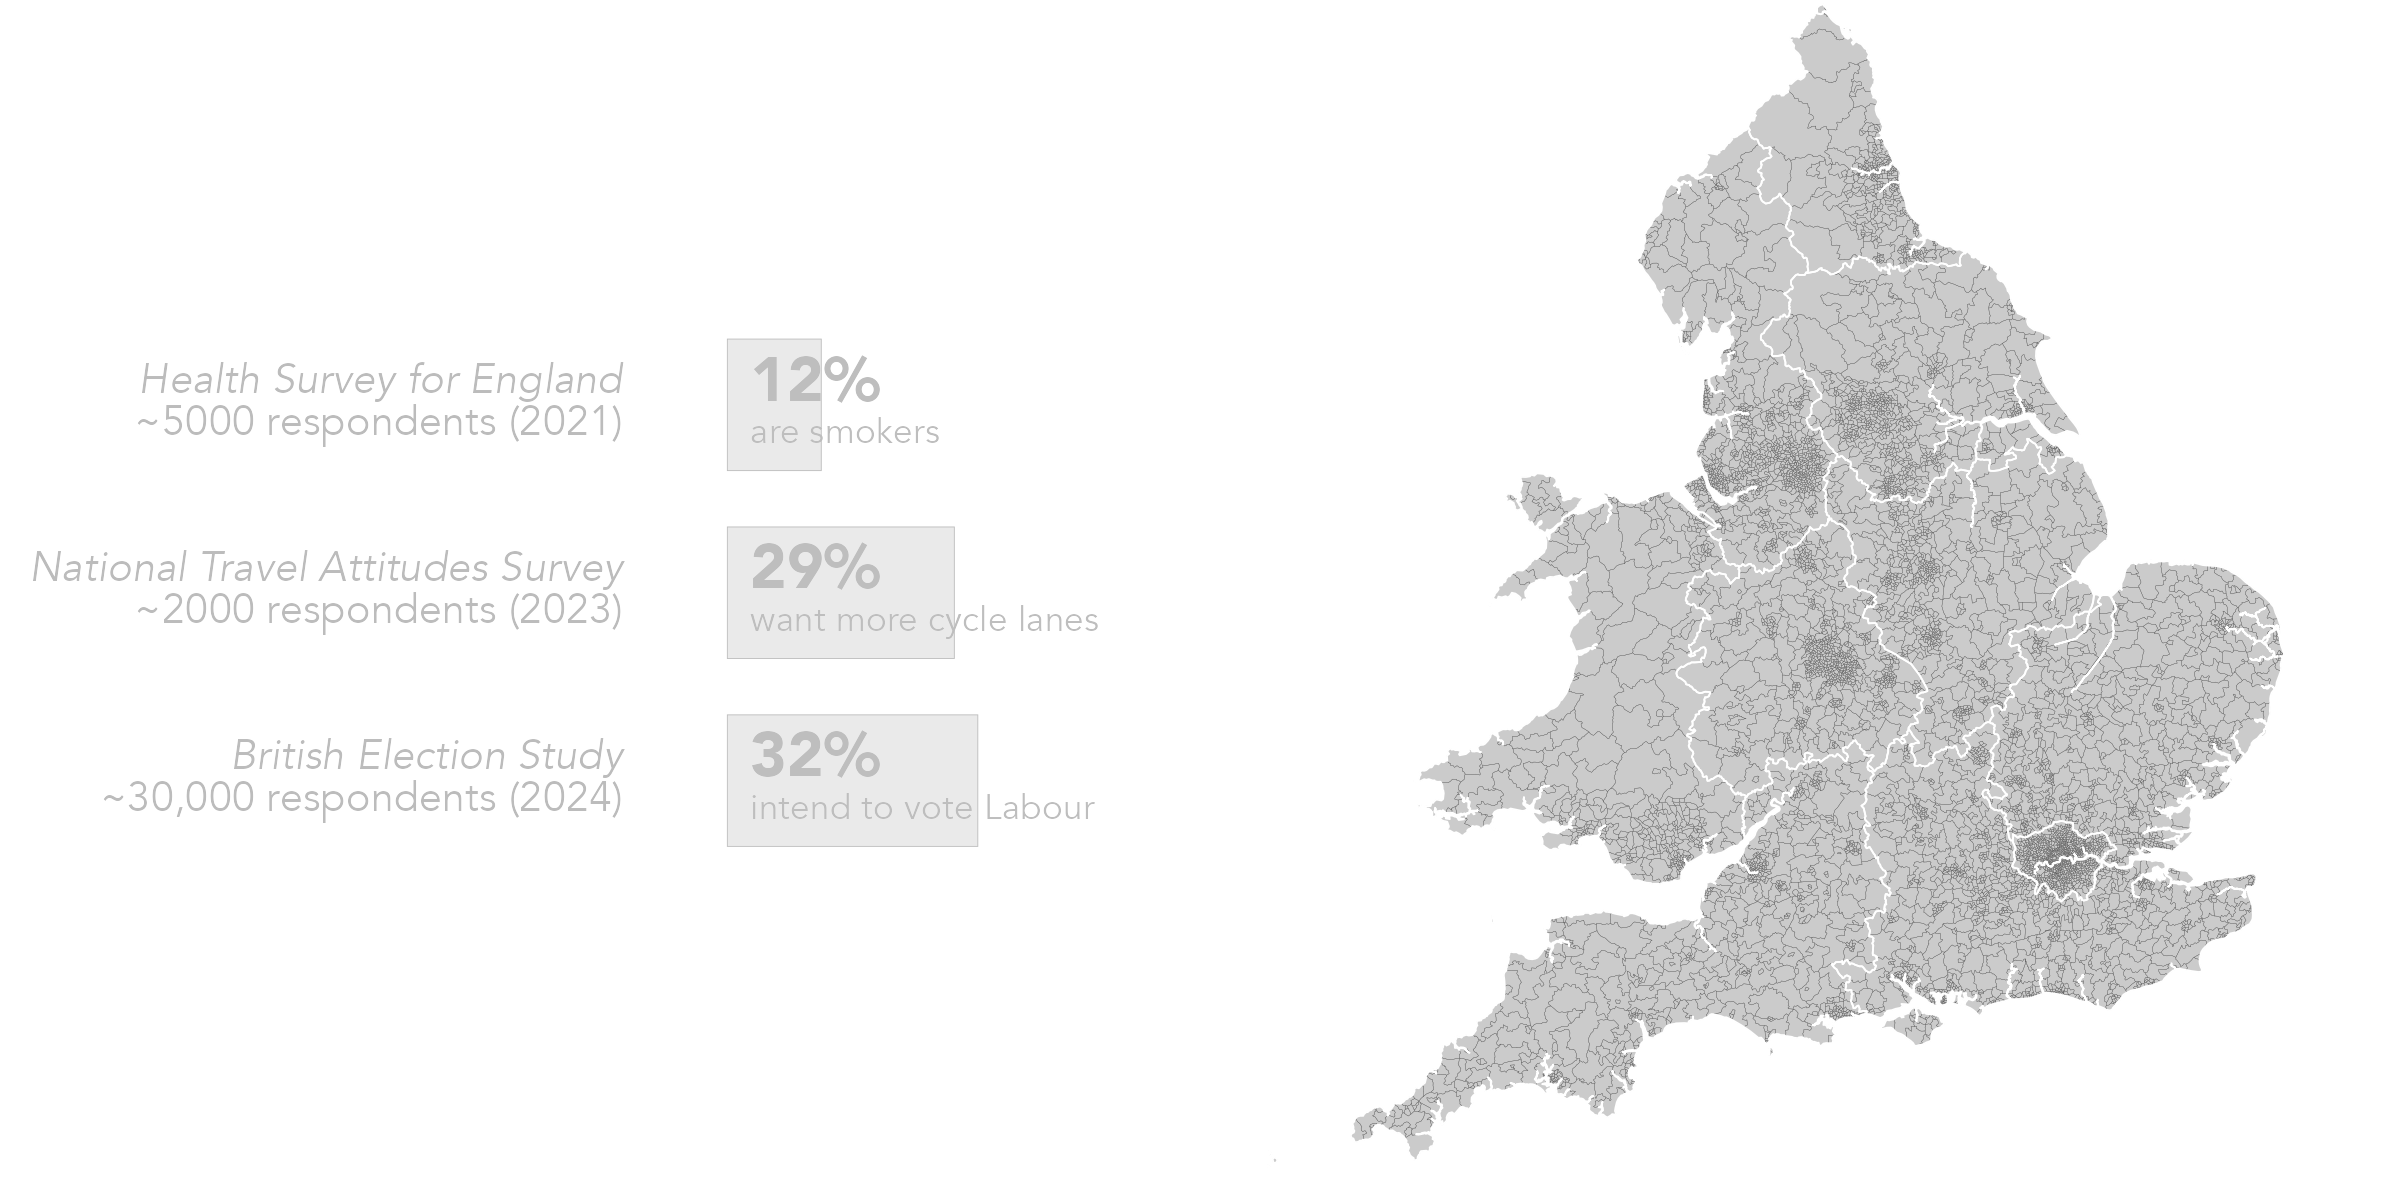 Health Survey for England
~5000 respondents (2021)
12%
are smokers
National Travel Attitudes Survey
~2000 respondents (2023)
29%
want more cycle lanes
British Election Study
~30,000 respondents (2024)
32%
intend to vote Labour